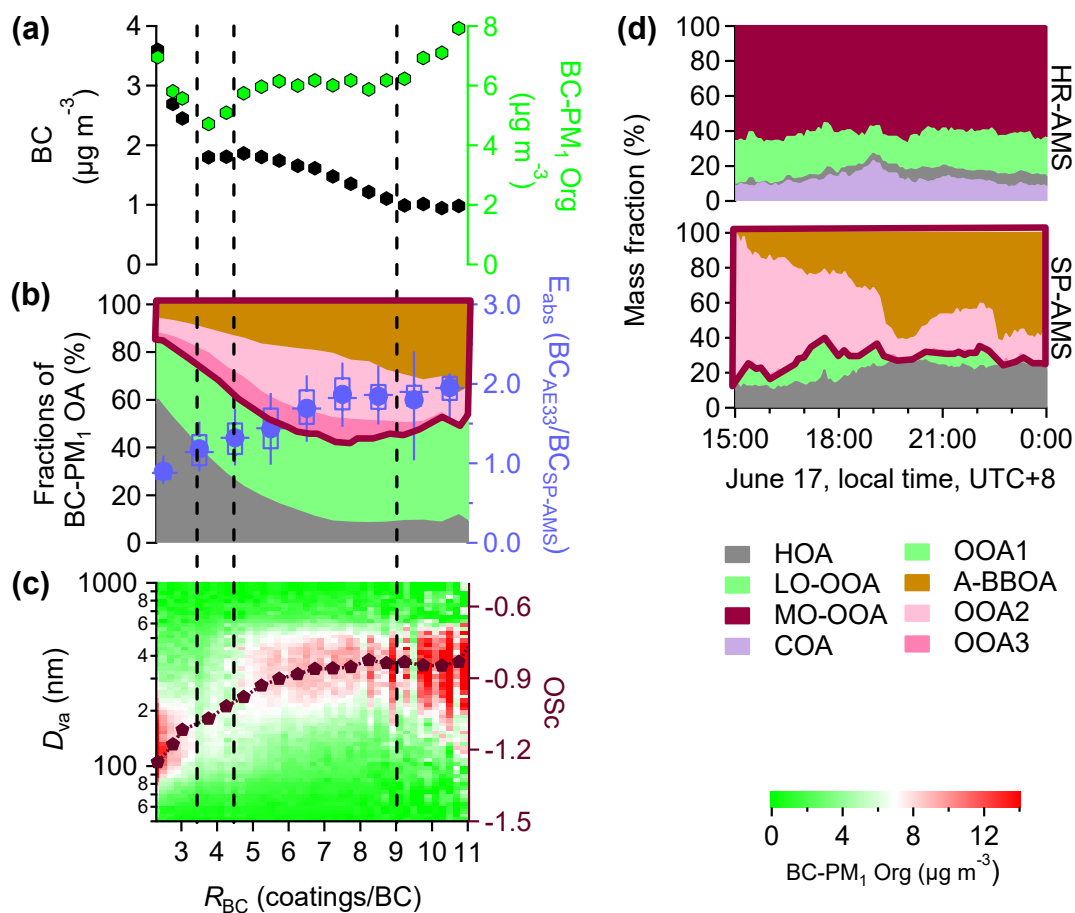 (a)
4
3
2
1
0
BC
(µg m-3)
8
6
4
2
0
BC-PM1 Org
(µg m-3)
(b)
100
80
60
40
20
0
Fractions of
BC-PM1 OA (%)
3.0
2.0
1.0
0.0
Eabs (BCAE33/BCSP-AMS)
(c)
1000
8
6
4
2
100
8
6
Dva (nm)
-0.6
-0.9
-1.2
-1.5
OSc
3 4 5 6 7 8 9 10 11
RBC (coatings/BC)
(d)
100
80
60
40
20
0
HR-AMS
Mass fraction (%)
100
80
60
40
20
0
SP-AMS
15:00 18:00 21:00 0:00
June 17, local time, UTC+8
HOA OOA1
LO-OOA A-BBOA
MO-OOA OOA2
COA OOA3
0 4 8 12
BC-PM1 Org (µg m-3)